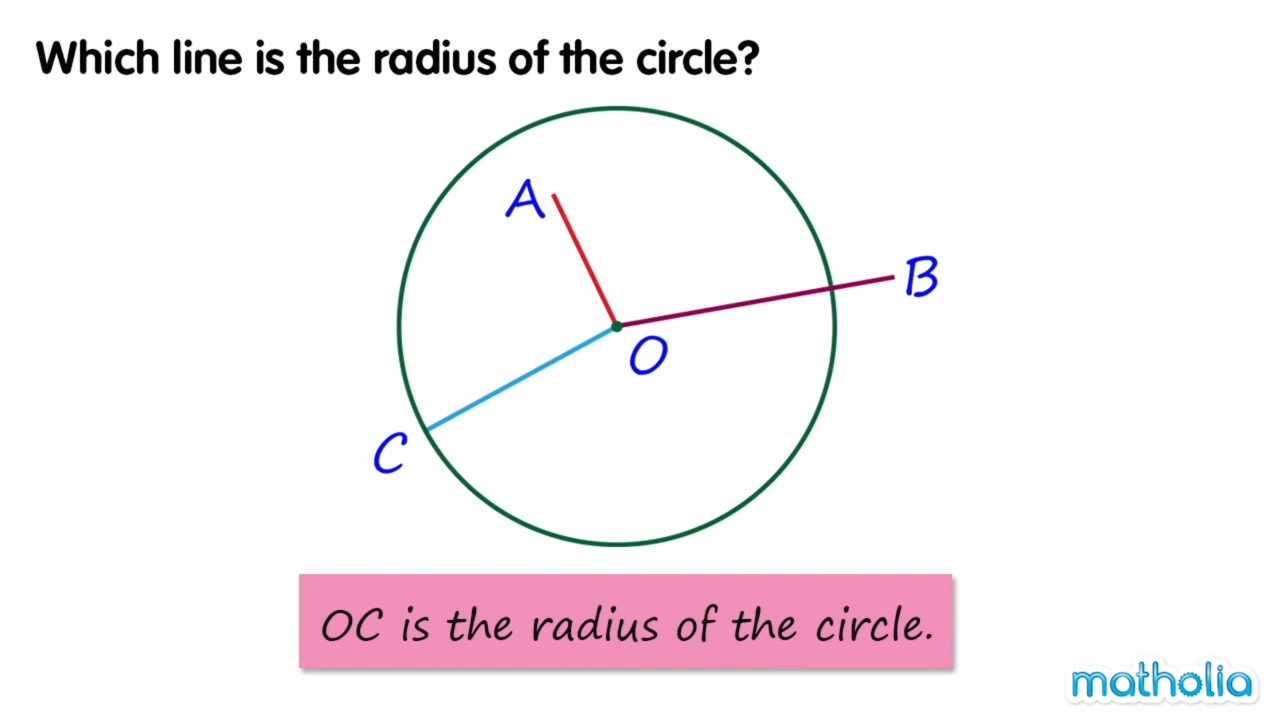 Which line is the radius of the circle?
A
B
O
C
OC is the radius of the circle.
matholia